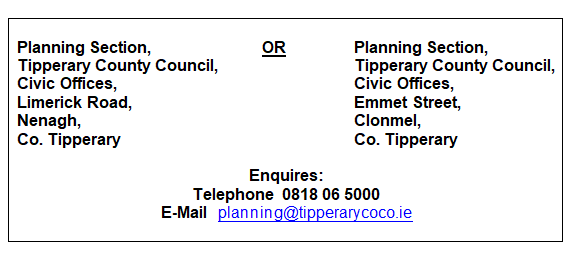 Planning Section,
Tipperary County Council,
Civic Offices,
Limerick Road,
Nenagh,
Co. Tipperary
OR
Planning Section,
Tipperary County Council,
Civic Offices,
Emmet Street,
Clonmel,
Co. Tipperary
Enquires:
Telephone 0818 06 5000
E-Mail planning@tipperarycoco.ie